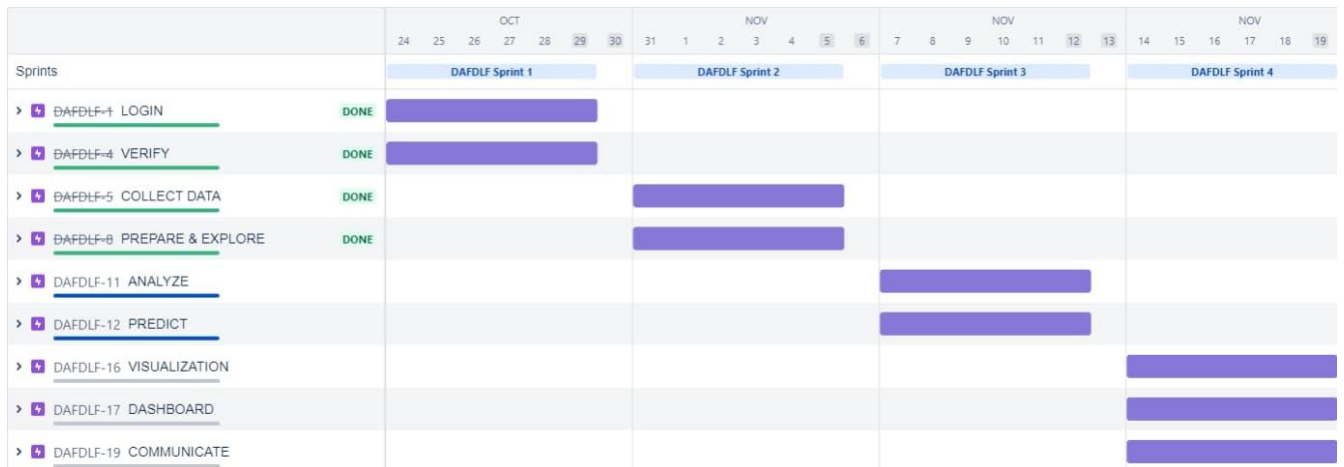 OCT NOV NOV NOV
24 25 26 27 28 29 30 31 1 2 3 4 5 6 7 8 9 10 11 12 13 14 15 16 17 18 19
Sprints DAFDLF Sprint 1 DAFDLF Sprint 2 DAFDLF Sprint 3 DAFDLF Sprint 4
DAFDLF-1 LOGIN DONE
DAFDLF-4 VERIFY DONE
DAFDLF-5 COLLECT DATA DONE
DAFDLF-8 PREPARE & EXPLORE DONE
DAFDLF-11 ANALYZE
DAFDLF-12 PREDICT
DAFDLF-16 VISUALIZATION
DAFDLF-17 DASHBOARD
DAFDLF-19 COMMUNICATE